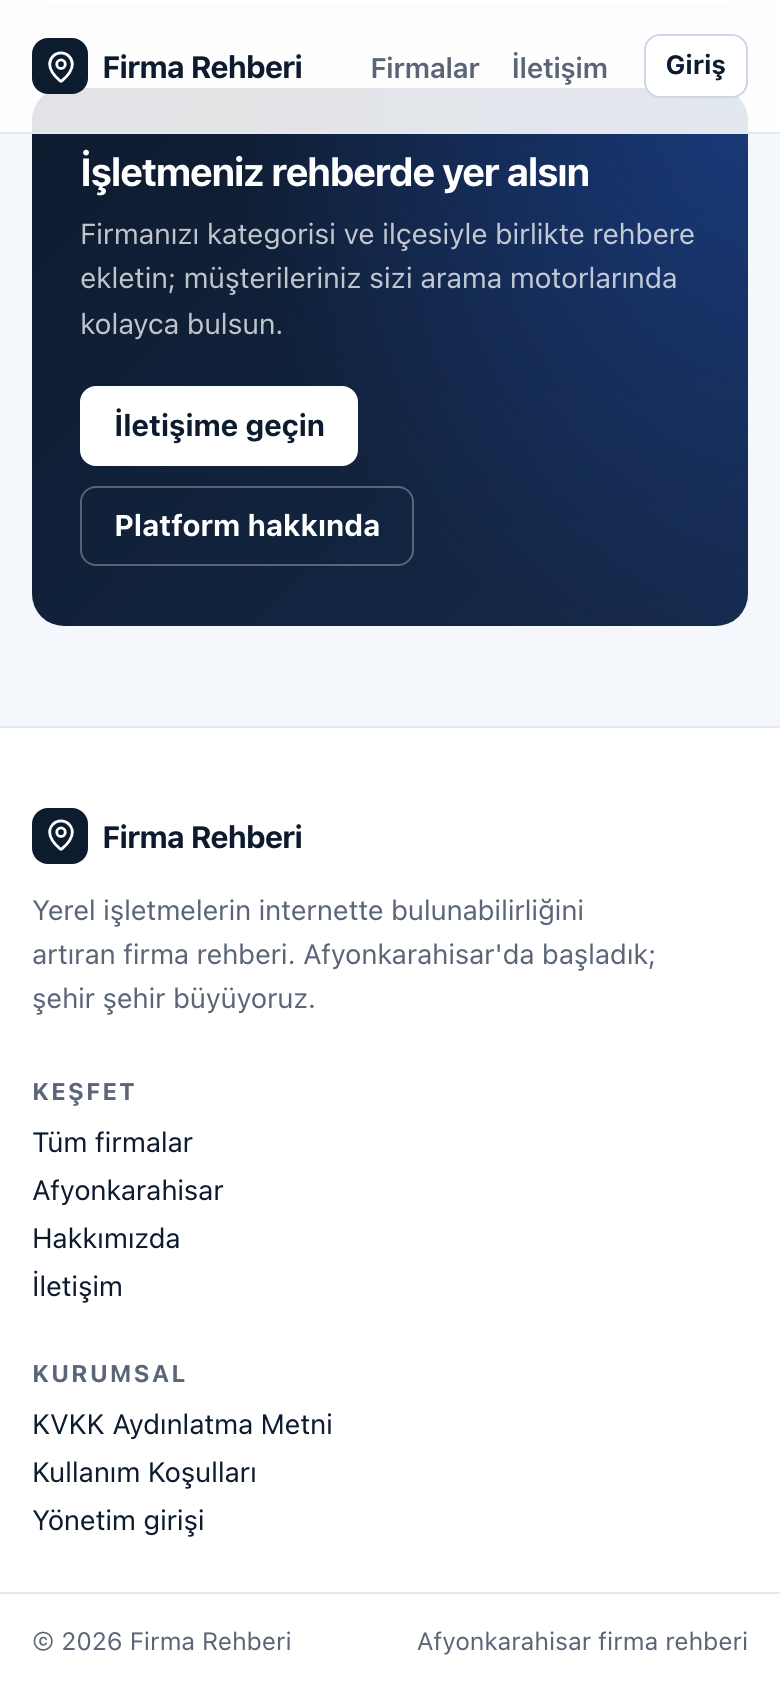 Firma Rehberi
Firmalar
İletişim
Giriş
İşletmeniz rehberde yer alsın
Firmanızı kategorisi ve ilçesiyle birlikte rehbere
ekletin; müşterileriniz sizi arama motorlarında
kolayca bulsun.
İletişime geçin
Platform hakkında
Firma Rehberi
Yerel işletmelerin internette bulunabilirliğini
artıran firma rehberi. Afyonkarahisar'da başladık;
şehir şehir büyüyoruz.
KEŞFET
Tüm firmalar
Afyonkarahisar
Hakkımızda
İletişim
KURUMSAL
KVKK Aydınlatma Metni
Kullanım Koşulları
Yönetim girişi
© 2026 Firma Rehberi
Afyonkarahisar firma rehberi